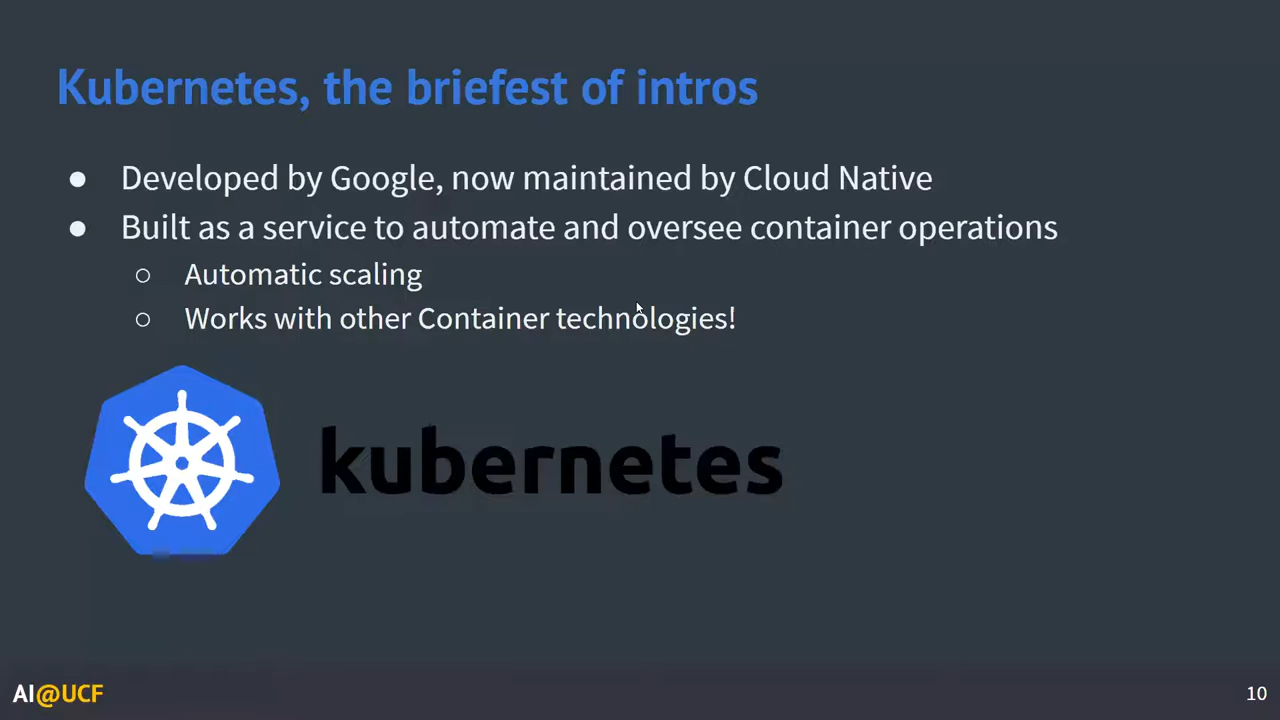 Kubernetes, the briefest of intros
● Developed by Google, now maintained by Cloud Native
● Built as a service to automate and oversee container operations
○ Automatic scaling
○ Works with other Container technologies!
kubernetes
AI@UCF
10